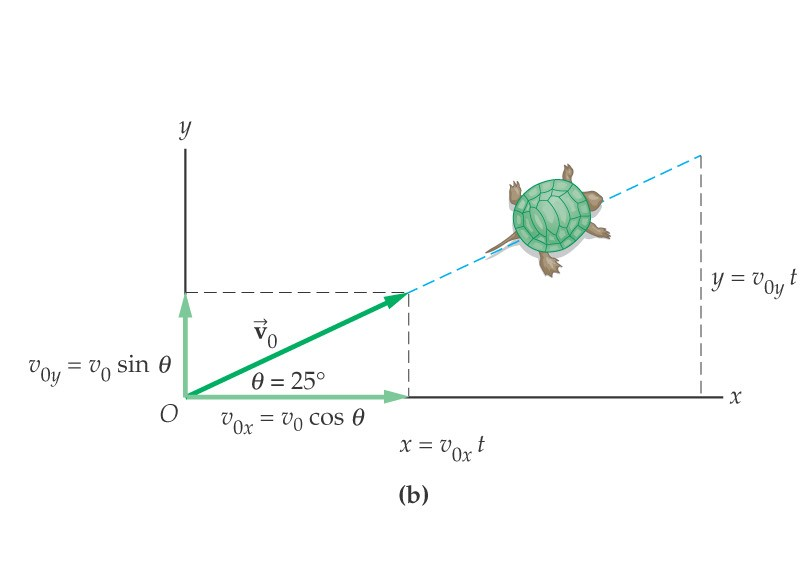 y
y = v0y t
v⃗0
v0y = v0 sin θ
θ = 25°
x
O
v0x = v0 cos θ
x = v0x t
(b)